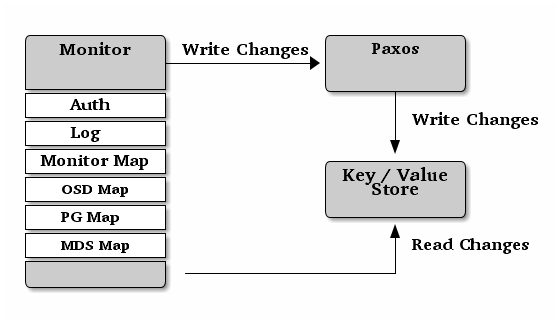 Monitor
Write Changes
Paxos
Auth
Log
Monitor Map
OSD Map
PG Map
MDS Map
Write Changes
Key / Value
Store
Read Changes